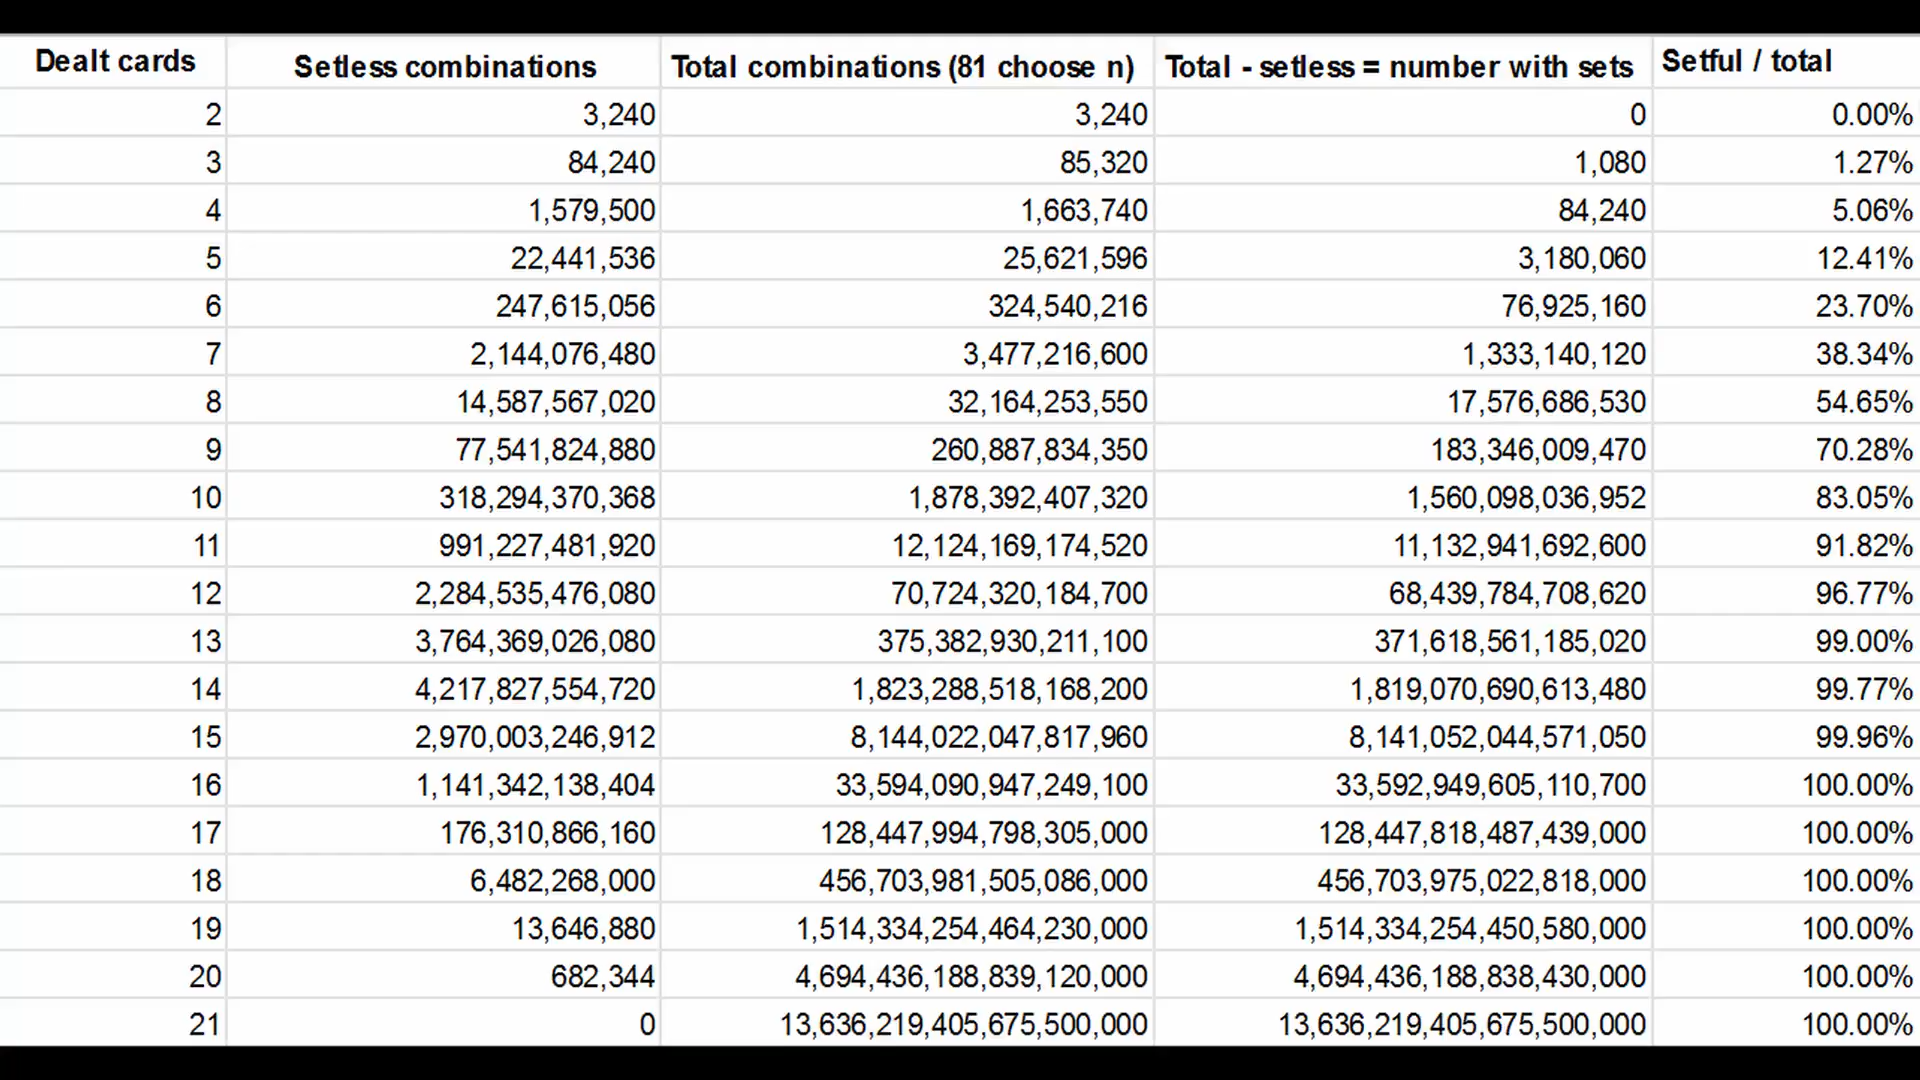 Dealt cards Setless combinations Total combinations (81 choose n) Total - setless = number with sets Setful / total
2 3,240 3,240 0 0.00%
3 84,240 85,320 1,080 1.27%
4 1,579,500 1,663,740 84,240 5.06%
5 22,441,536 25,621,596 3,180,060 12.41%
6 247,615,056 324,540,216 76,925,160 23.70%
7 2,144,076,480 3,477,216,600 1,333,140,120 38.34%
8 14,587,567,020 32,164,253,550 17,576,686,530 54.65%
9 77,541,824,880 260,887,834,350 183,346,009,470 70.28%
10 318,294,370,368 1,878,392,407,320 1,560,098,036,952 83.05%
11 991,227,481,920 12,124,169,174,520 11,132,941,692,600 91.82%
12 2,284,535,476,080 70,724,320,184,700 68,439,784,708,620 96.77%
13 3,764,369,026,080 375,382,930,211,100 371,618,561,185,020 99.00%
14 4,217,827,554,720 1,823,288,518,168,200 1,819,070,690,613,480 99.77%
15 2,970,003,246,912 8,144,022,047,817,960 8,141,052,044,571,050 99.96%
16 1,141,342,138,404 33,594,090,947,249,100 33,592,949,605,110,700 100.00%
17 176,310,866,160 128,447,994,798,305,000 128,447,818,487,439,000 100.00%
18 6,482,268,000 456,703,981,505,086,000 456,703,975,022,818,000 100.00%
19 13,646,880 1,514,334,254,464,230,000 1,514,334,254,450,580,000 100.00%
20 682,344 4,694,436,188,839,120,000 4,694,436,188,838,430,000 100.00%
21 0 13,636,219,405,675,500,000 13,636,219,405,675,500,000 100.00%